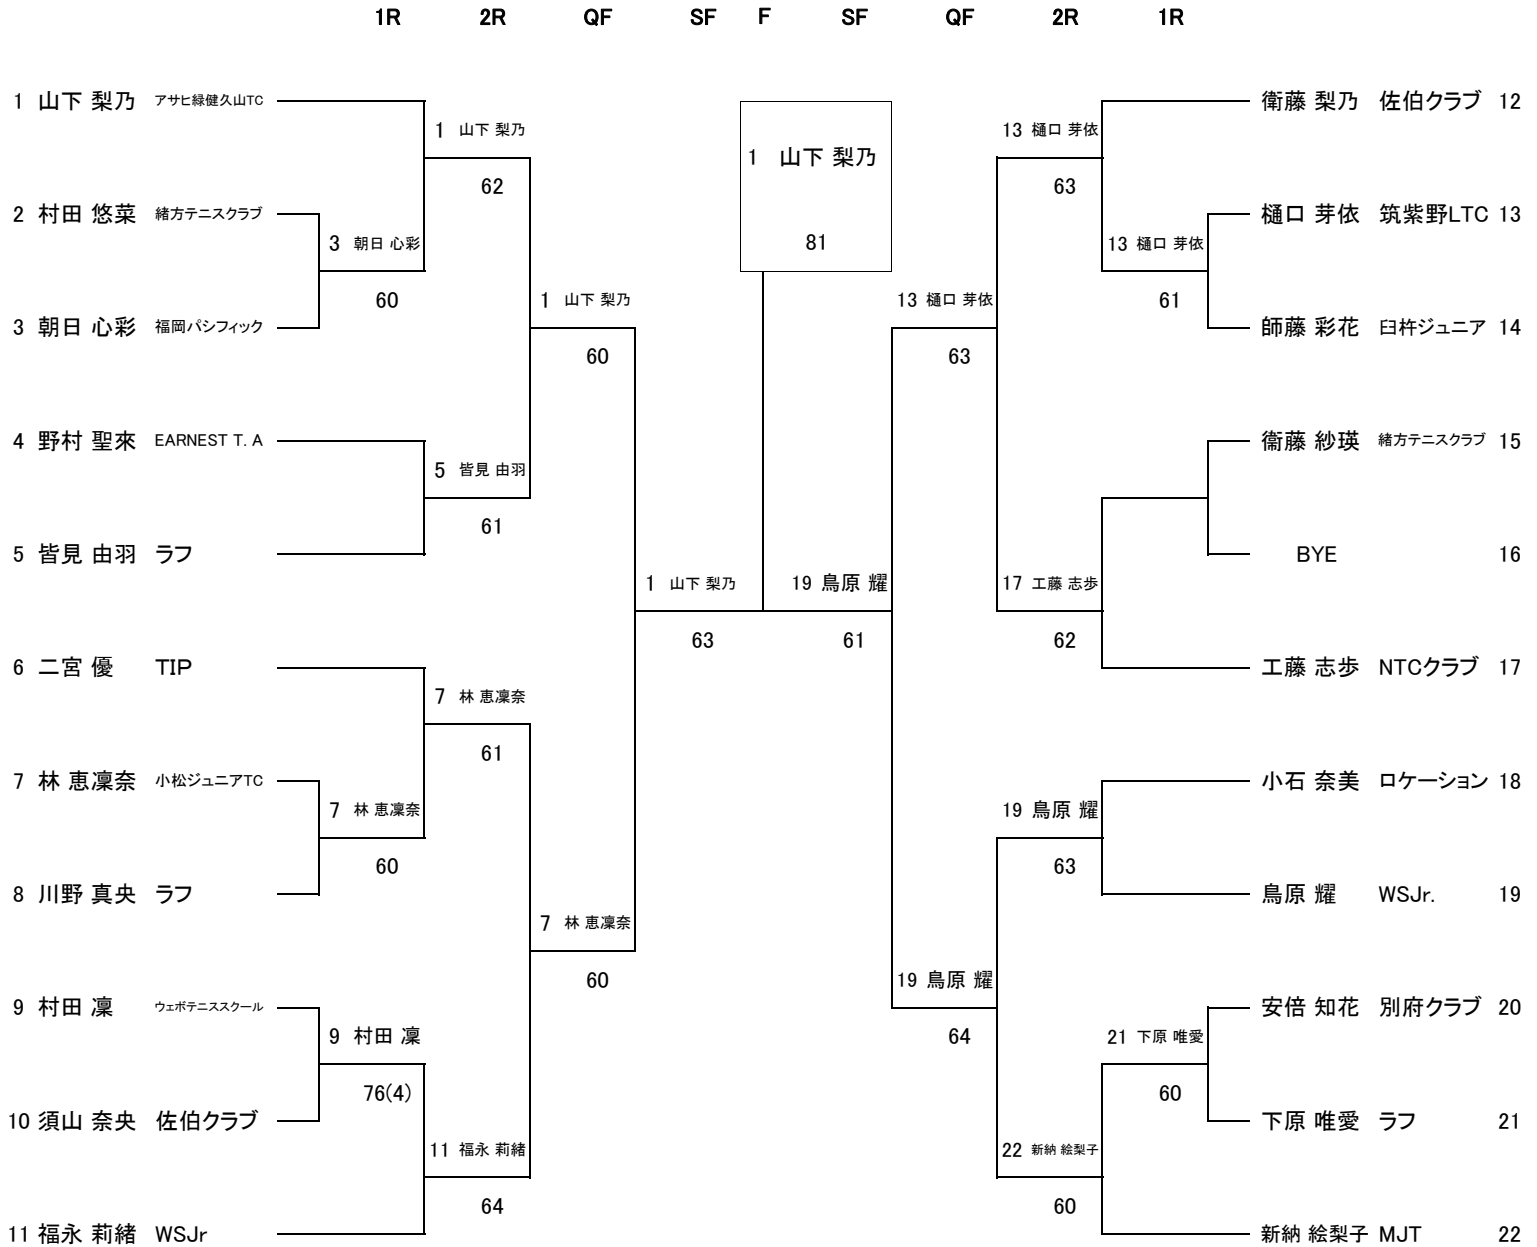 1R 2R QF SF F SF QF 2R 1R
1 山下 梨乃 アサヒ緑健久山TC
衛藤 梨乃 佐伯クラブ 12
1 山下 梨乃
13 樋口 芽依
1 山下 梨乃
62
63
2 村田 悠菜 緒方テニスクラブ
樋口 芽依 筑紫野LTC 13
3 朝日 心彩
81
13 樋口 芽依
60
1 山下 梨乃
13 樋口 芽依
61
3 朝日 心彩 福岡パシフィック
師藤 彩花 臼杵ジュニア 14
60
63
4 野村 聖來 EARNEST T. A
衞藤 紗瑛 緒方テニスクラブ 15
5 皆見 由羽
61
5 皆見 由羽 ラフ
BYE 16
1 山下 梨乃
19 鳥原 耀
17 工藤 志歩
63
61
62
6 二宮 優 TIP
工藤 志歩 NTCクラブ 17
7 林 恵凜奈
61
7 林 恵凜奈 小松ジュニアTC
小石 奈美 ロケーション 18
7 林 恵凜奈
19 鳥原 耀
60
63
8 川野 真央 ラフ
鳥原 耀 WSJr. 19
7 林 恵凜奈
60
19 鳥原 耀
9 村田 凜 ウェボテニススクール
安倍 知花 別府クラブ 20
9 村田 凜
64
21 下原 唯愛
76(4)
60
10 須山 奈央 佐伯クラブ
下原 唯愛 ラフ 21
11 福永 莉緒
22 新納 絵梨子
64
60
11 福永 莉緒 WSJr
新納 絵梨子 MJT 22